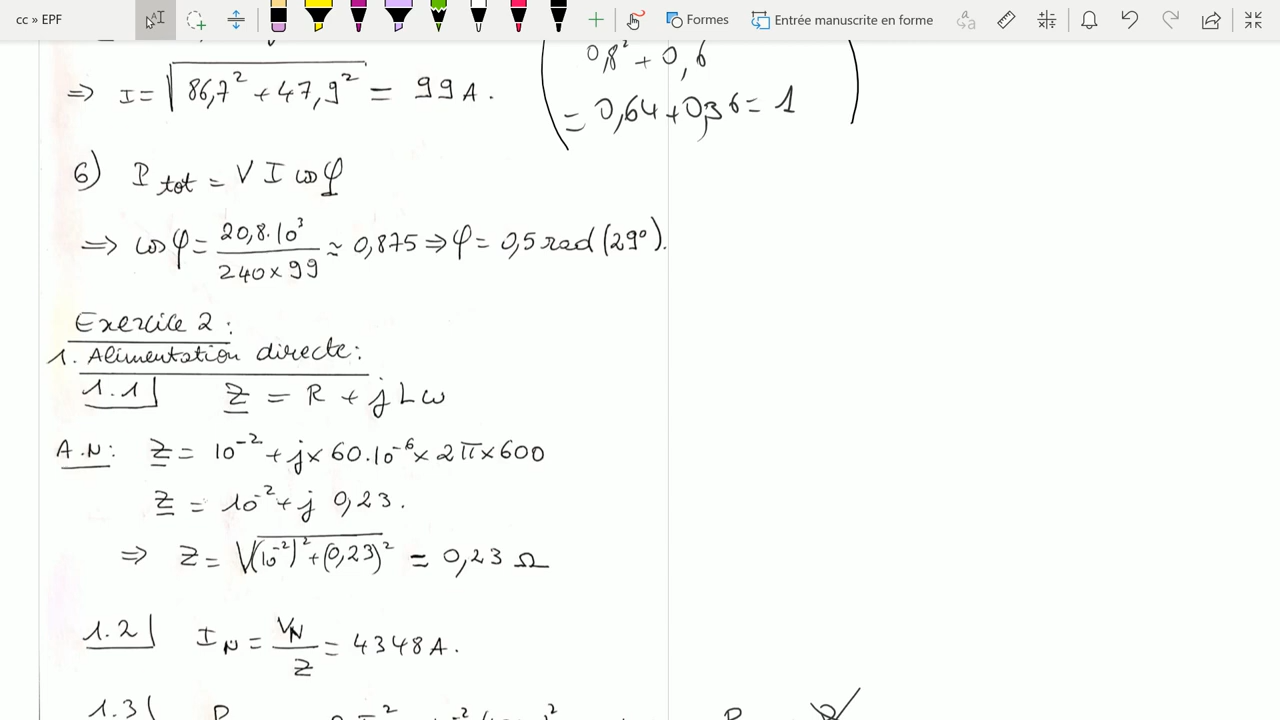 cc » EPF
Formes
Entrée manuscrite en forme
0,8² + 0,6
⇒ I = √(86,7² + 47,9²) = 99 A.
= 0,64 + 0,36 = 1
6) P tot = V I cos φ
⇒ cos φ = 20,8·10³ / 240 × 99 ≈ 0,875 ⇒ φ = 0,5 rad (29°).
Exercice 2 :
1. Alimentation directe :
1.1] Z = R + j L ω
A.N : Z = 10⁻² + j × 60·10⁻⁶ × 2π × 600
Z = 10⁻² + j 0,23.
⇒ Z = √((10⁻²)² + (0,23)²) = 0,23 Ω
1.2] I_N = V_N / Z = 4348 A.
1.3